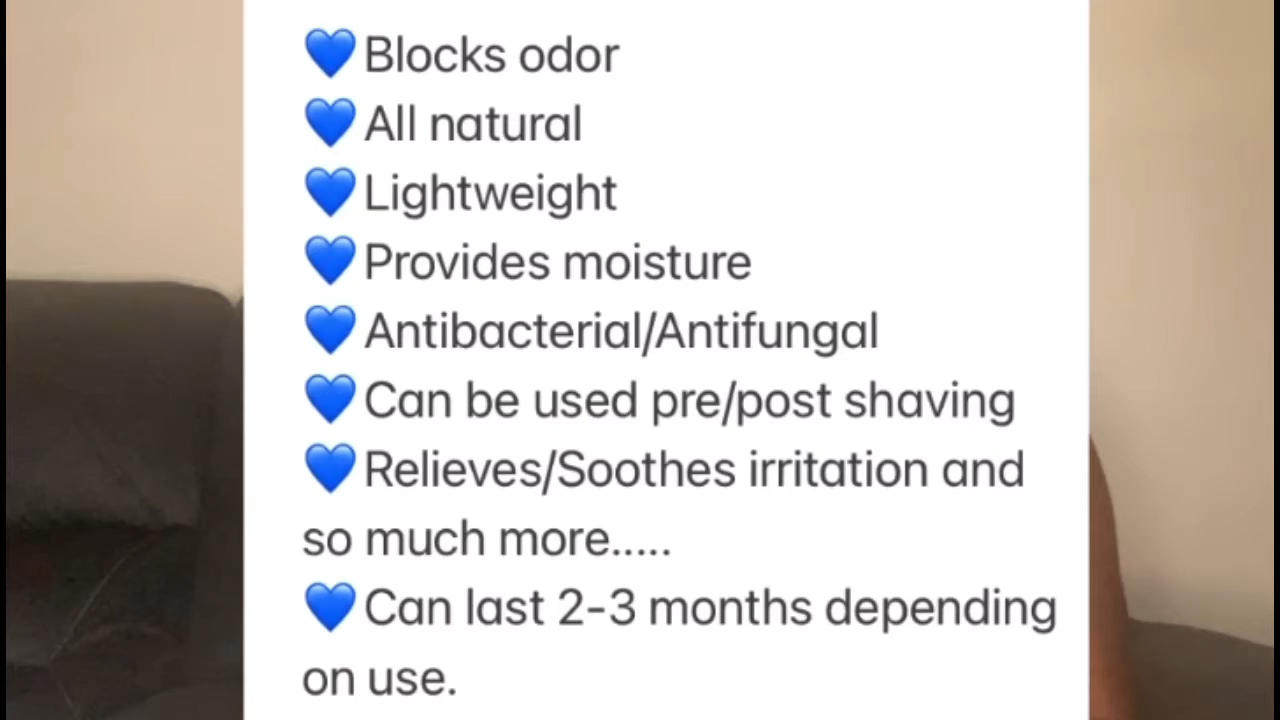 💙Blocks odor
💙All natural
💙Lightweight
💙Provides moisture
💙Antibacterial/Antifungal
💙Can be used pre/post shaving
💙Relieves/Soothes irritation and
so much more.....
💙Can last 2-3 months depending
on use.